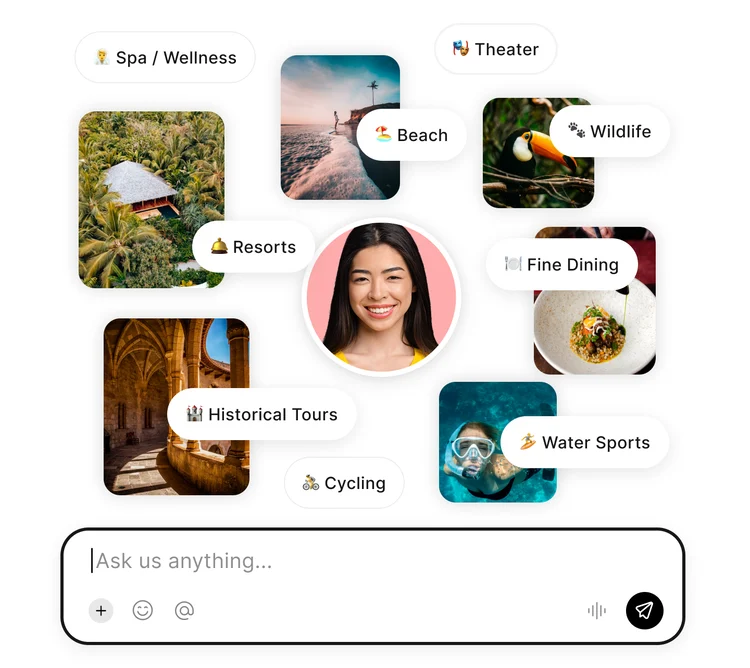 Spa / Wellness
Theater
Beach
Wildlife
Resorts
Fine Dining
Historical Tours
Water Sports
Cycling
Ask us anything...